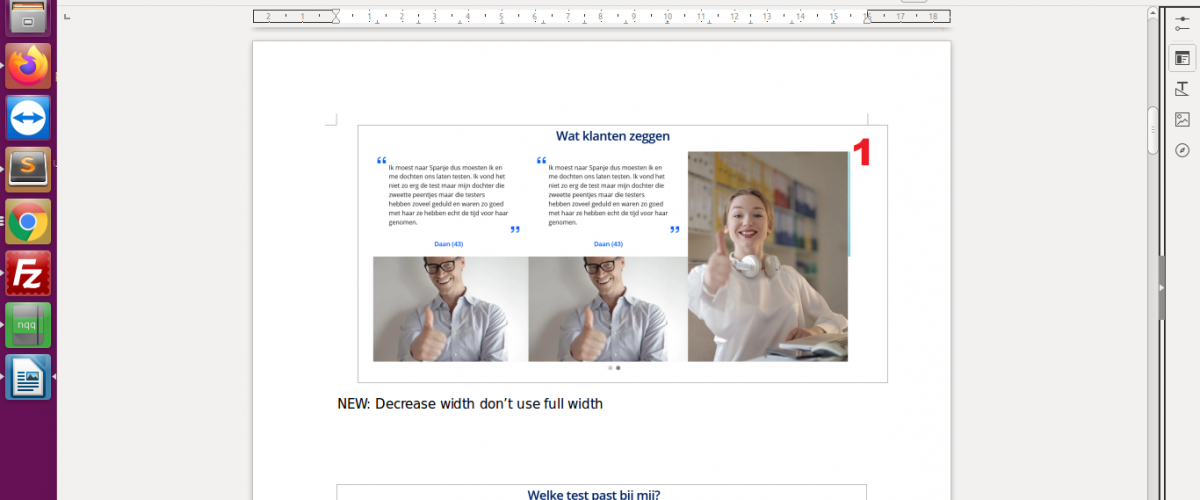 2 1 1 2 3 4 5 6 7 8 9 10 11 12 13 14 15 16 17 18
Wat klanten zeggen
1
“ Ik moest naar Spanje dus moesten ik en
me dochten ons laten testen. Ik vond het
niet zo erg de test maar mijn dochter die
zweette peentjes maar die testers
hebben zoveel geduld en waren zo goed
met haar ze hebben echt de tijd voor haar
genomen. ”
Daan (43)
“ Ik moest naar Spanje dus moesten ik en
me dochten ons laten testen. Ik vond het
niet zo erg de test maar mijn dochter die
zweette peentjes maar die testers
hebben zoveel geduld en waren zo goed
met haar ze hebben echt de tijd voor haar
genomen. ”
Daan (43)
S
Fz
nqq
NEW: Decrease width don’t use full width
Welke test past bij mij?